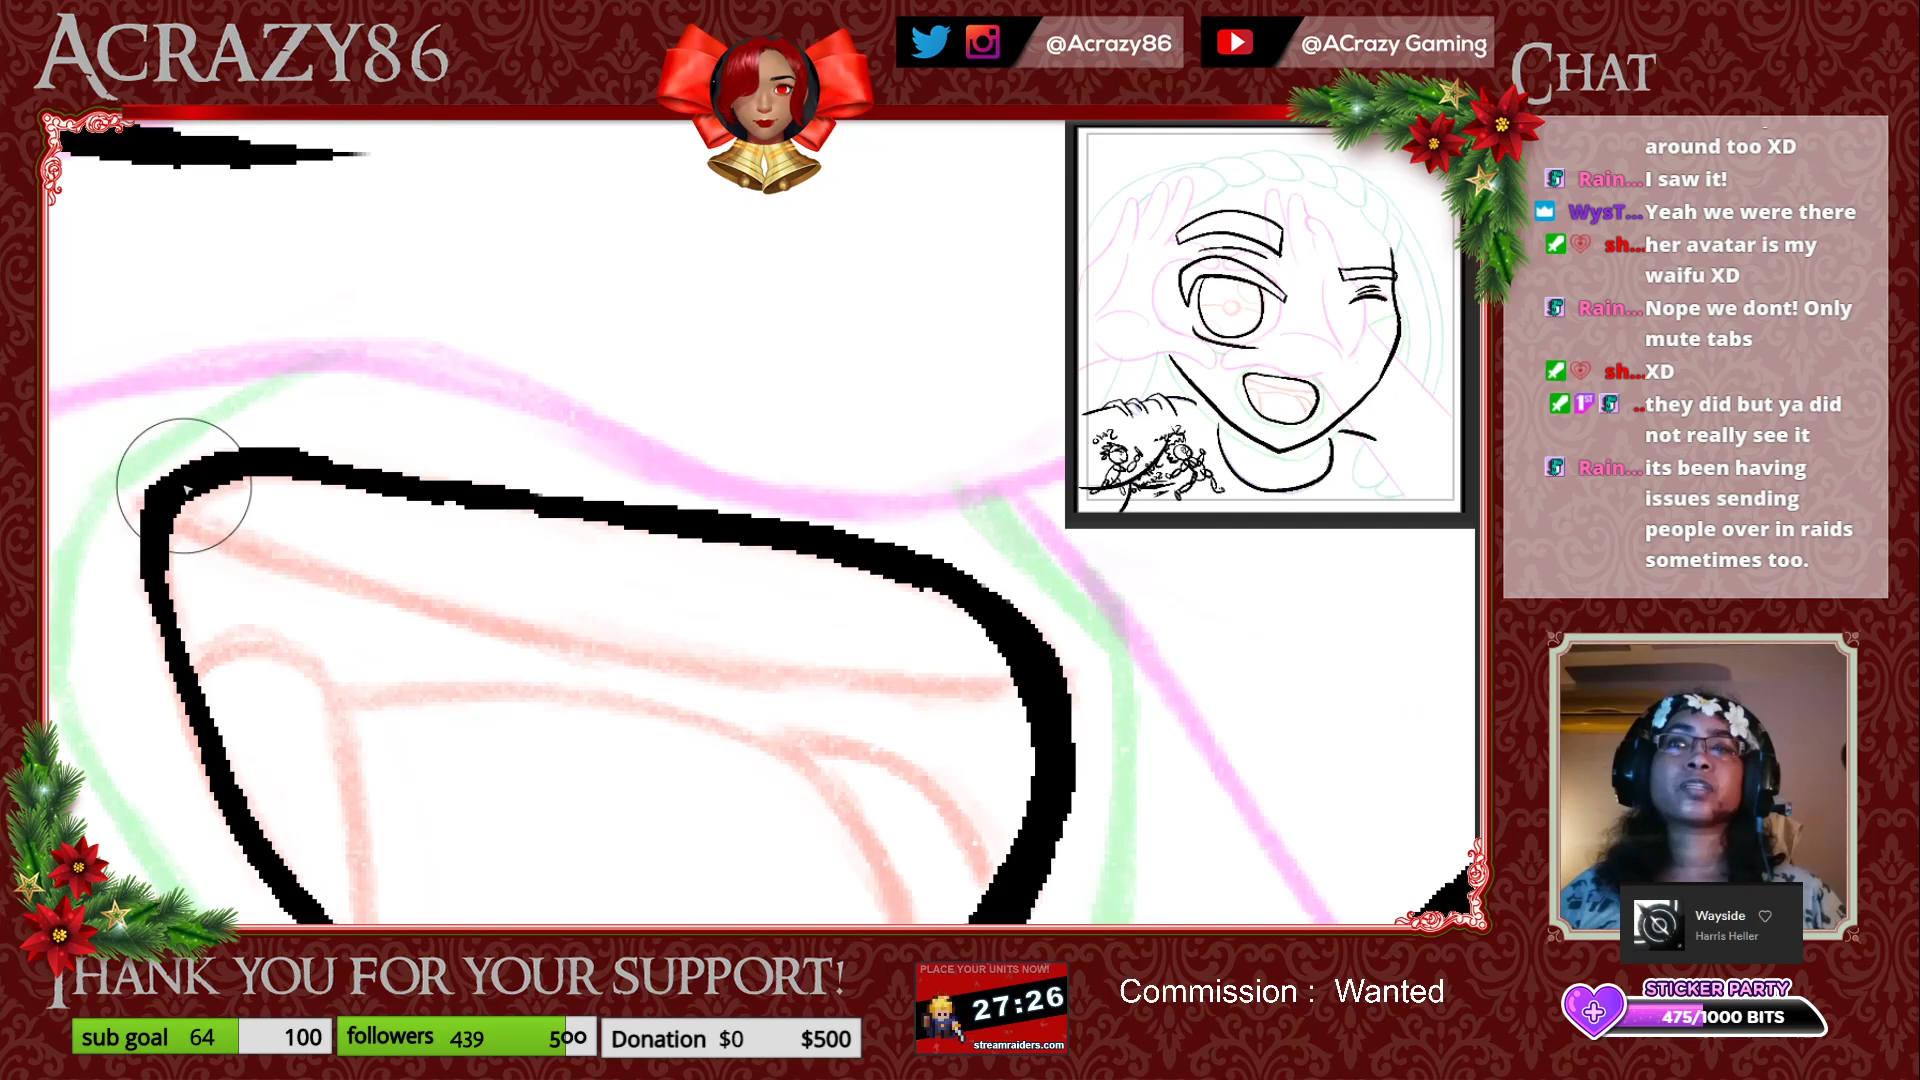 ACRAZY86
@Acrazy86
@ACrazy Gaming
CHAT
around too XD
Rain... I saw it!
WysT... Yeah we were there
sh... her avatar is my
waifu XD
Rain... Nope we dont! Only
mute tabs
sh... XD
1ST .. they did but ya did
not really see it
Rain... its been having
issues sending
people over in raids
sometimes too.
Wayside
Harris Heller
THANK YOU FOR YOUR SUPPORT!
PLACE YOUR UNITS NOW!
27:26
streamraiders.com
Commission : Wanted
STICKER PARTY
475/1000 BITS
sub goal 64 100
followers 439 500
Donation $0 $500